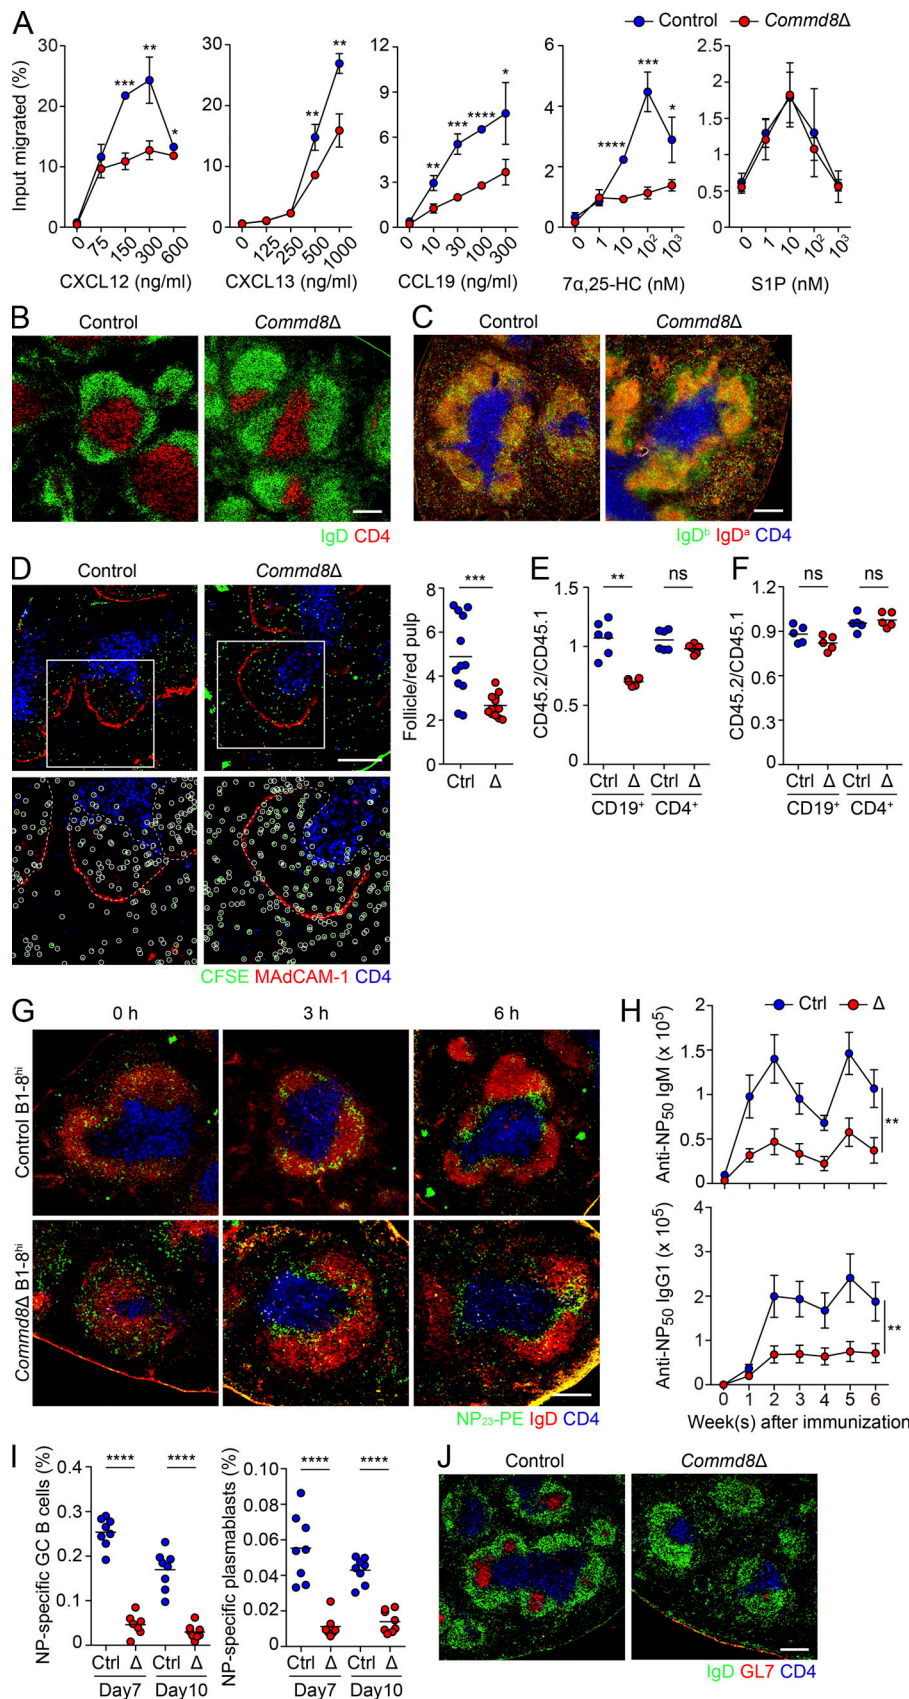 A
Control Commd8Δ
Input migrated (%)
30
20
10
0
** *** *
0 75 150 300 600
CXCL12 (ng/ml)
30
20
10
0
** **
0 125 250 500 1000
CXCL13 (ng/ml)
9
6
3
0
** *** **** *
0 10 30 100 300
CCL19 (ng/ml)
6
4
2
0
**** *** *
0 1 10 10² 10³
7α,25-HC (nM)
2.5
2
1.5
1
0.5
0
0 1 10 10² 10³
S1P (nM)
B
Control Commd8Δ
IgD CD4
C
Control Commd8Δ
IgDᵇ IgDᵃ CD4
D
Control Commd8Δ
CFSE MAdCAM-1 CD4
Follicle/red pulp
8
6
4
2
0
***
Ctrl Δ
E
CD45.2/CD45.1
1.5
1
0.5
0
** ns
Ctrl Δ Ctrl Δ
CD19⁺ CD4⁺
F
CD45.2/CD45.1
1.2
0.9
0.6
0.3
0
ns ns
Ctrl Δ Ctrl Δ
CD19⁺ CD4⁺
G
0 h 3 h 6 h
Control B1-8ʰⁱ
Commd8Δ B1-8ʰⁱ
NP₂₃-PE IgD CD4
H
Ctrl Δ
Anti-NP₅₀ IgM (x 10⁵)
2
1.5
1
0.5
0
**
Anti-NP₅₀ IgG1 (x 10⁵)
4
3
2
1
0
**
0 1 2 3 4 5 6
Week(s) after immunization
I
NP-specific GC B cells (%)
0.4
0.3
0.2
0.1
0
**** ****
Ctrl Δ Ctrl Δ
Day7 Day10
NP-specific plasmablasts (%)
0.10
0.08
0.06
0.04
0.02
0
**** ****
Ctrl Δ Ctrl Δ
Day7 Day10
J
Control Commd8Δ
IgD GL7 CD4